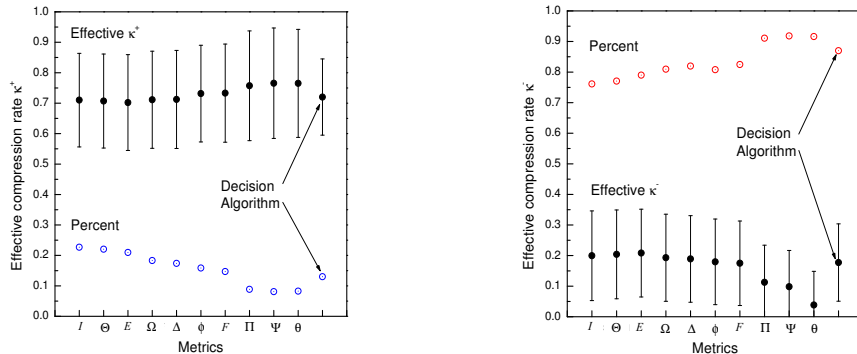 Effective compression rate κ⁺
1.0
0.9
0.8
0.7
0.6
0.5
0.4
0.3
0.2
0.1
0.0
Effective κ⁺
Percent
Decision
Algorithm
I Θ E Ω Δ ϕ F Π Ψ θ
Metrics
Effective compression rate κ⁻
1.0
0.9
0.8
0.7
0.6
0.5
0.4
0.3
0.2
0.1
0.0
Percent
Decision
Algorithm
Effective κ⁻
I Θ E Ω Δ ϕ F Π Ψ θ
Metrics